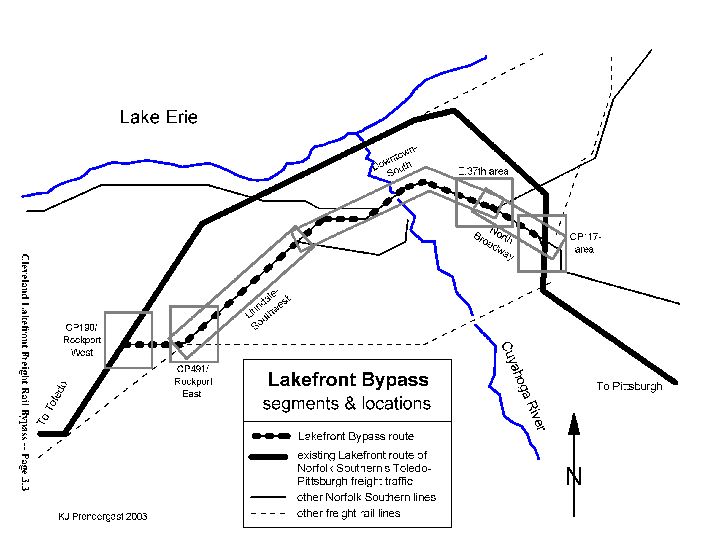 Lake Erie
Downtown-
South
E.37th area
North
Broadway
CP117-
area
Lindale-
Southwest
CP190/
Rockport
West
CP491/
Rockport
East
To Toledo
To Pittsburgh
Cuyahoga River
Cleveland Lakefront Freight Rail Bypass -- Page 3.3
Lakefront Bypass
segments & locations
Lakefront Bypass route
existing Lakefront route of
Norfolk Southern's Toledo-
Pittsburgh freight traffic
other Norfolk Southern lines
other freight rail lines
N
KJ Prendergast 2003